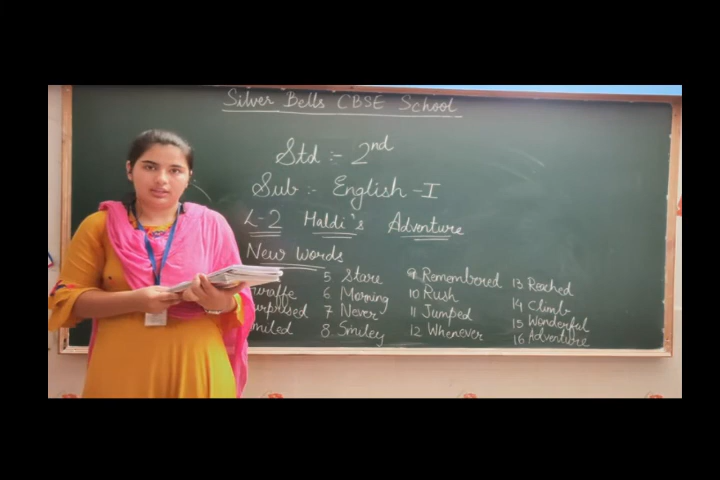 Silver Bells CBSE School
Std :- 2nd
Sub :- English -I
L-2 Haldi's Adventure
New Words
5 Stare 9 Remembered 13 Reached
6 Morning 10 Rush 14 Climb
7 Never 11 Jumped 15 Wonderful
8 Smiley 12 Whenever 16 Adventure